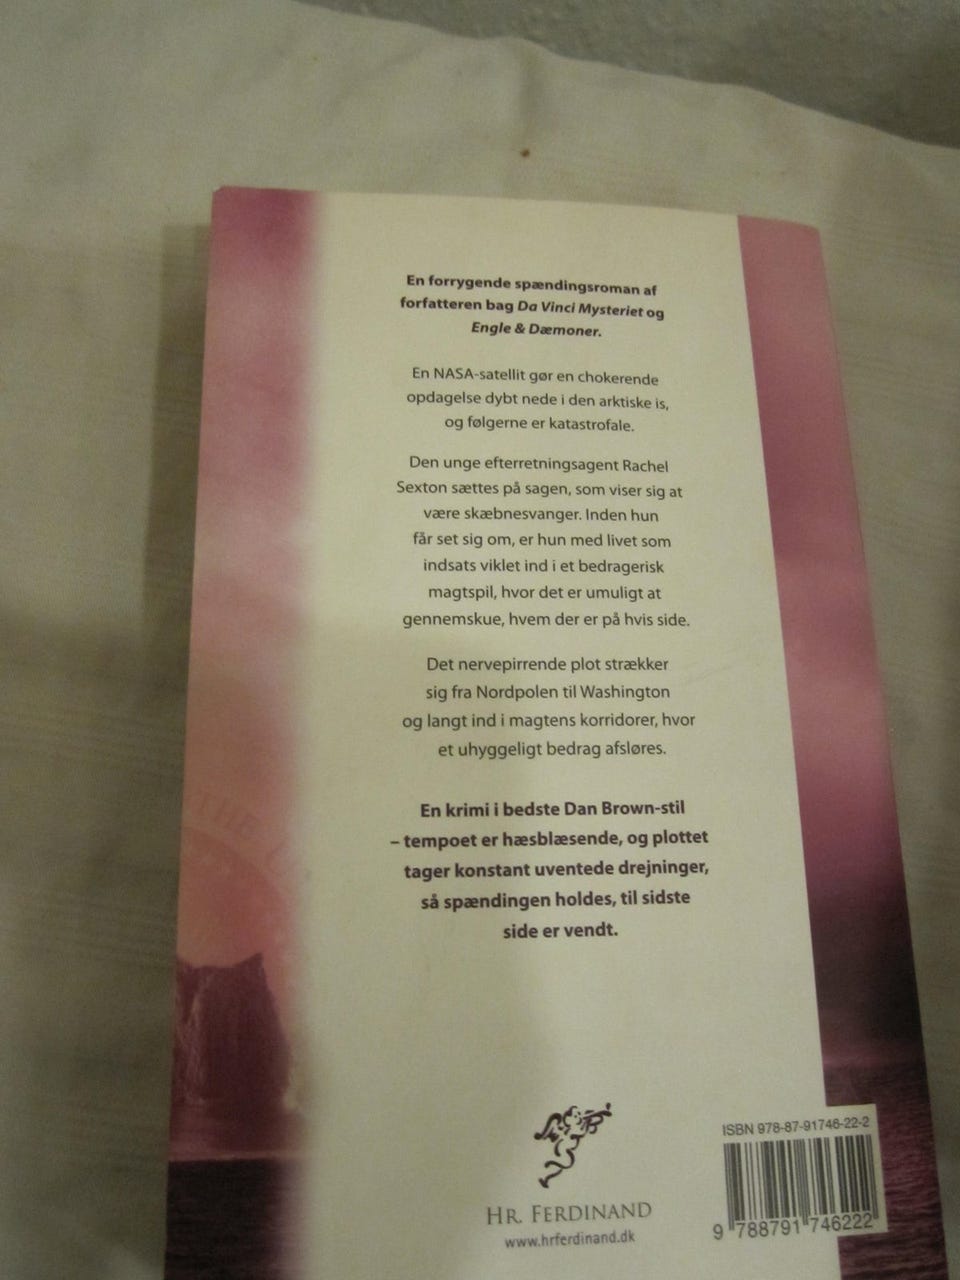 En forrygende spændingsroman af
forfatteren bag Da Vinci Mysteriet og
Engle & Dæmoner.
En NASA-satellit gør en chokerende
opdagelse dybt nede i den arktiske is,
og følgerne er katastrofale.
Den unge efterretningsagent Rachel
Sexton sættes på sagen, som viser sig at
være skæbnesvanger. Inden hun
får set sig om, er hun med livet som
indsats viklet ind i et bedragerisk
magtspil, hvor det er umuligt at
gennemskue, hvem der er på hvis side.
Det nervepirrende plot strækker
sig fra Nordpolen til Washington
og langt ind i magtens korridorer, hvor
et uhyggeligt bedrag afsløres.
En krimi i bedste Dan Brown-stil
– tempoet er hæsblæsende, og plottet
tager konstant uventede drejninger,
så spændingen holdes, til sidste
side er vendt.
HR. FERDINAND
www.hrferdinand.dk
ISBN 978-87-91746-22-2
9 788791 746222